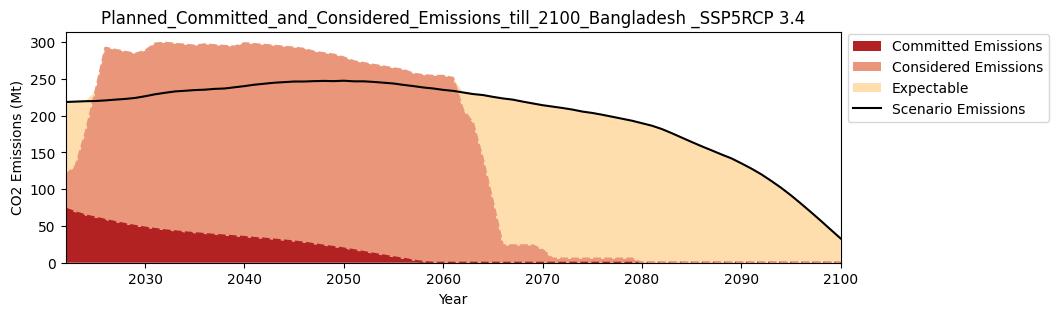 Planned_Committed_and_Considered_Emissions_till_2100_Bangladesh _SSP5RCP 3.4
CO2 Emissions (Mt)
300
250
200
150
100
50
0
2030
2040
2050
2060
2070
2080
2090
2100
Year
Committed Emissions
Considered Emissions
Expectable
Scenario Emissions